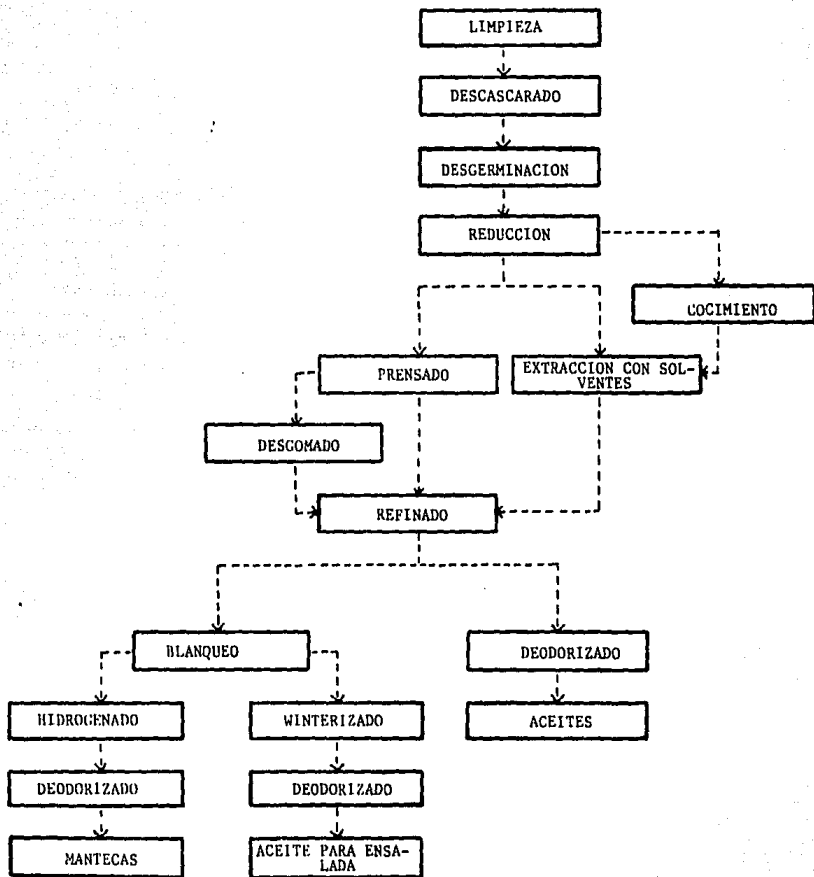 LIMPIEZA
DESCASCARADO
DESGERMINACION
REDUCCION
COCIMIENTO
PRENSADO
EXTRACCION CON SOL-
VENTES
DESGOMADO
REFINADO
BLANQUEO
DEODORIZADO
HIDROGENADO
WINTERIZADO
ACEITES
DEODORIZADO
DEODORIZADO
MANTECAS
ACEITE PARA ENSA-
LADA